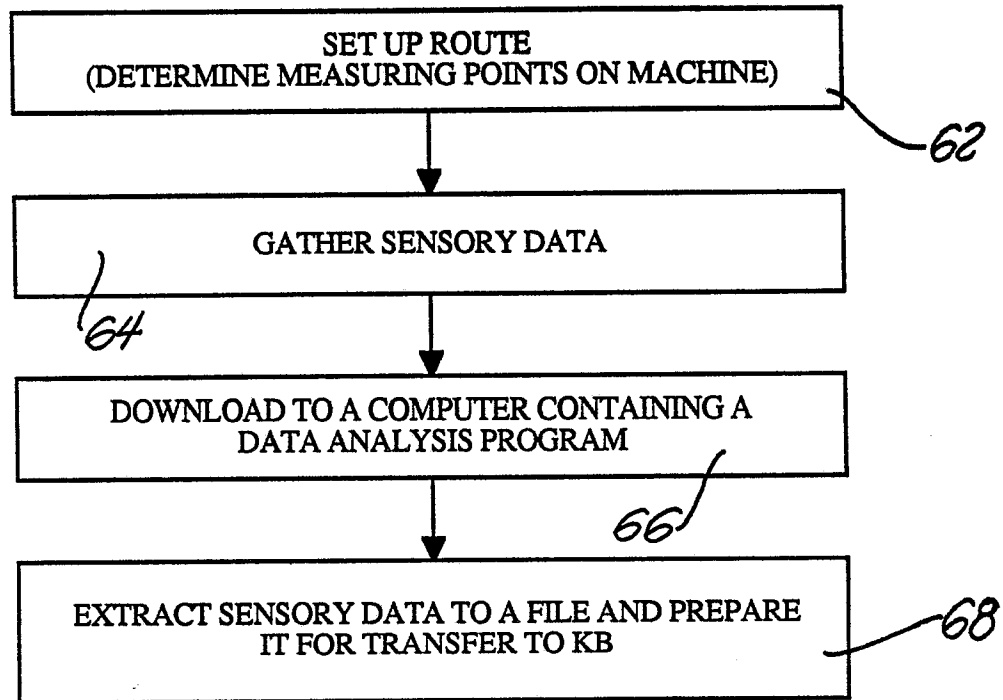 SET UP ROUTE
(DETERMINE MEASURING POINTS ON MACHINE)
62
GATHER SENSORY DATA
64
DOWNLOAD TO A COMPUTER CONTAINING A
DATA ANALYSIS PROGRAM
66
EXTRACT SENSORY DATA TO A FILE AND PREPARE
IT FOR TRANSFER TO KB
68